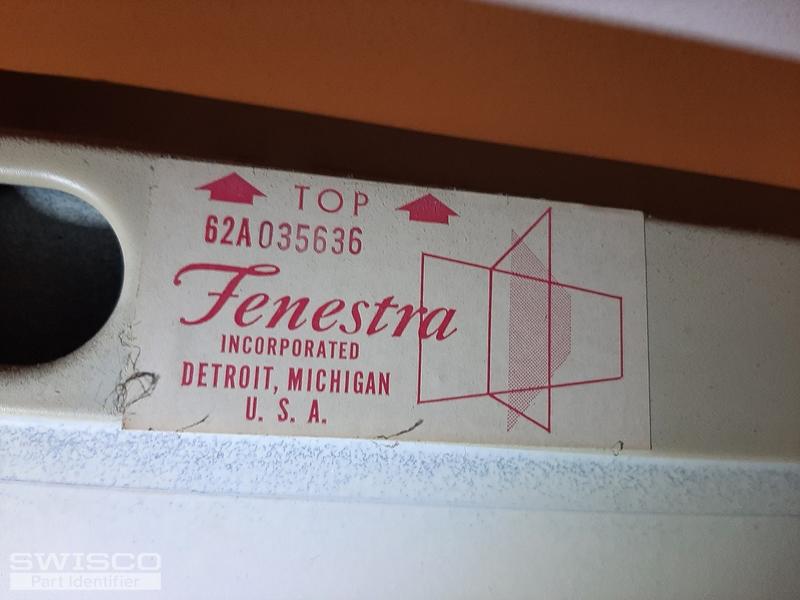 TOP
62A035636
Fenestra
INCORPORATED
DETROIT, MICHIGAN
U. S. A.
SWISCO
Part Identifier